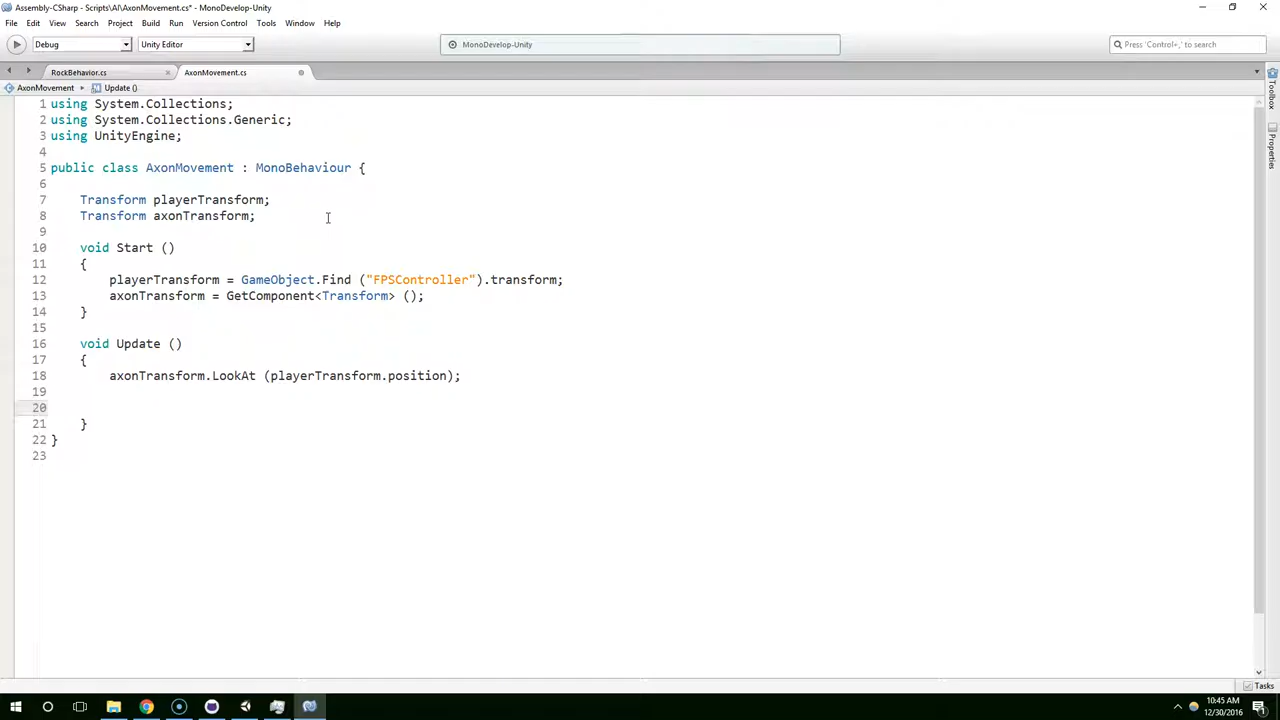 Assembly-CSharp - Scripts\AI\AxonMovement.cs* - MonoDevelop-Unity
File Edit View Search Project Build Run Version Control Tools Window Help
Debug Unity Editor MonoDevelop-Unity Press 'Control+,' to search
RockBehavior.cs AxonMovement.cs
AxonMovement Update ()
1 using System.Collections;
2 using System.Collections.Generic;
3 using UnityEngine;
4
5 public class AxonMovement : MonoBehaviour {
6
7 Transform playerTransform;
8 Transform axonTransform;
9
10 void Start ()
11 {
12 playerTransform = GameObject.Find ("FPSController").transform;
13 axonTransform = GetComponent<Transform> ();
14 }
15
16 void Update ()
17 {
18 axonTransform.LookAt (playerTransform.position);
19
20
21 }
22 }
23
Toolbox
Properties
Tasks
10:45 AM
12/30/2016